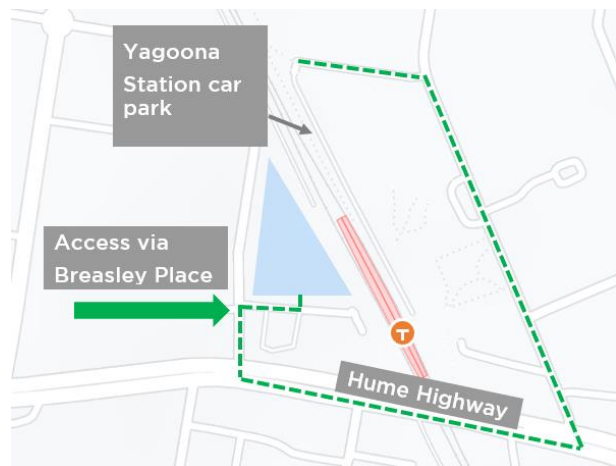 Yagoona
Station car
park
Access via
Breasley Place
T
Hume Highway